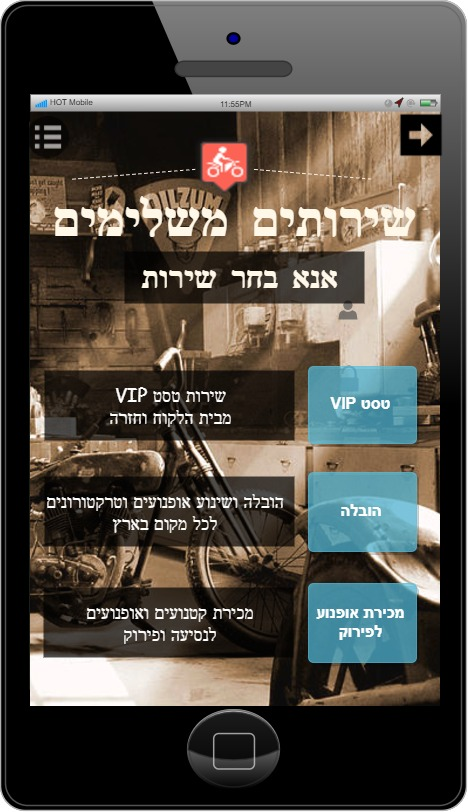 HOT Mobile
11:55PM
OILZUM
שירותים משלימים
אנא בחר שירות
טסט VIP
שירות טסט VIP
מבית הלקוח וחזרה
הובלה
הובלה ושינוע אופנועים וטרקטורונים
לכל מקום בארץ
מכירת אופנוע
לפירוק
מכירת קטנועים ואופנועים
לנסיעה ופירוק